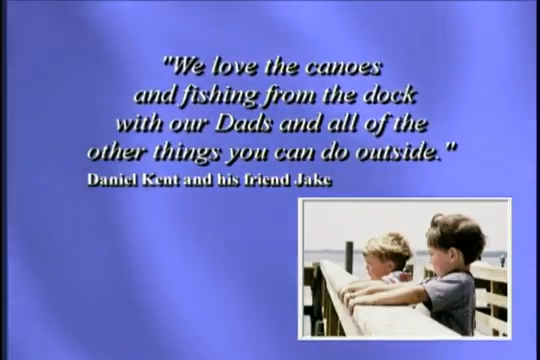 "We love the canoes
and fishing from the dock
with our Dads and all of the
other things you can do outside."
Daniel Kent and his friend Jake